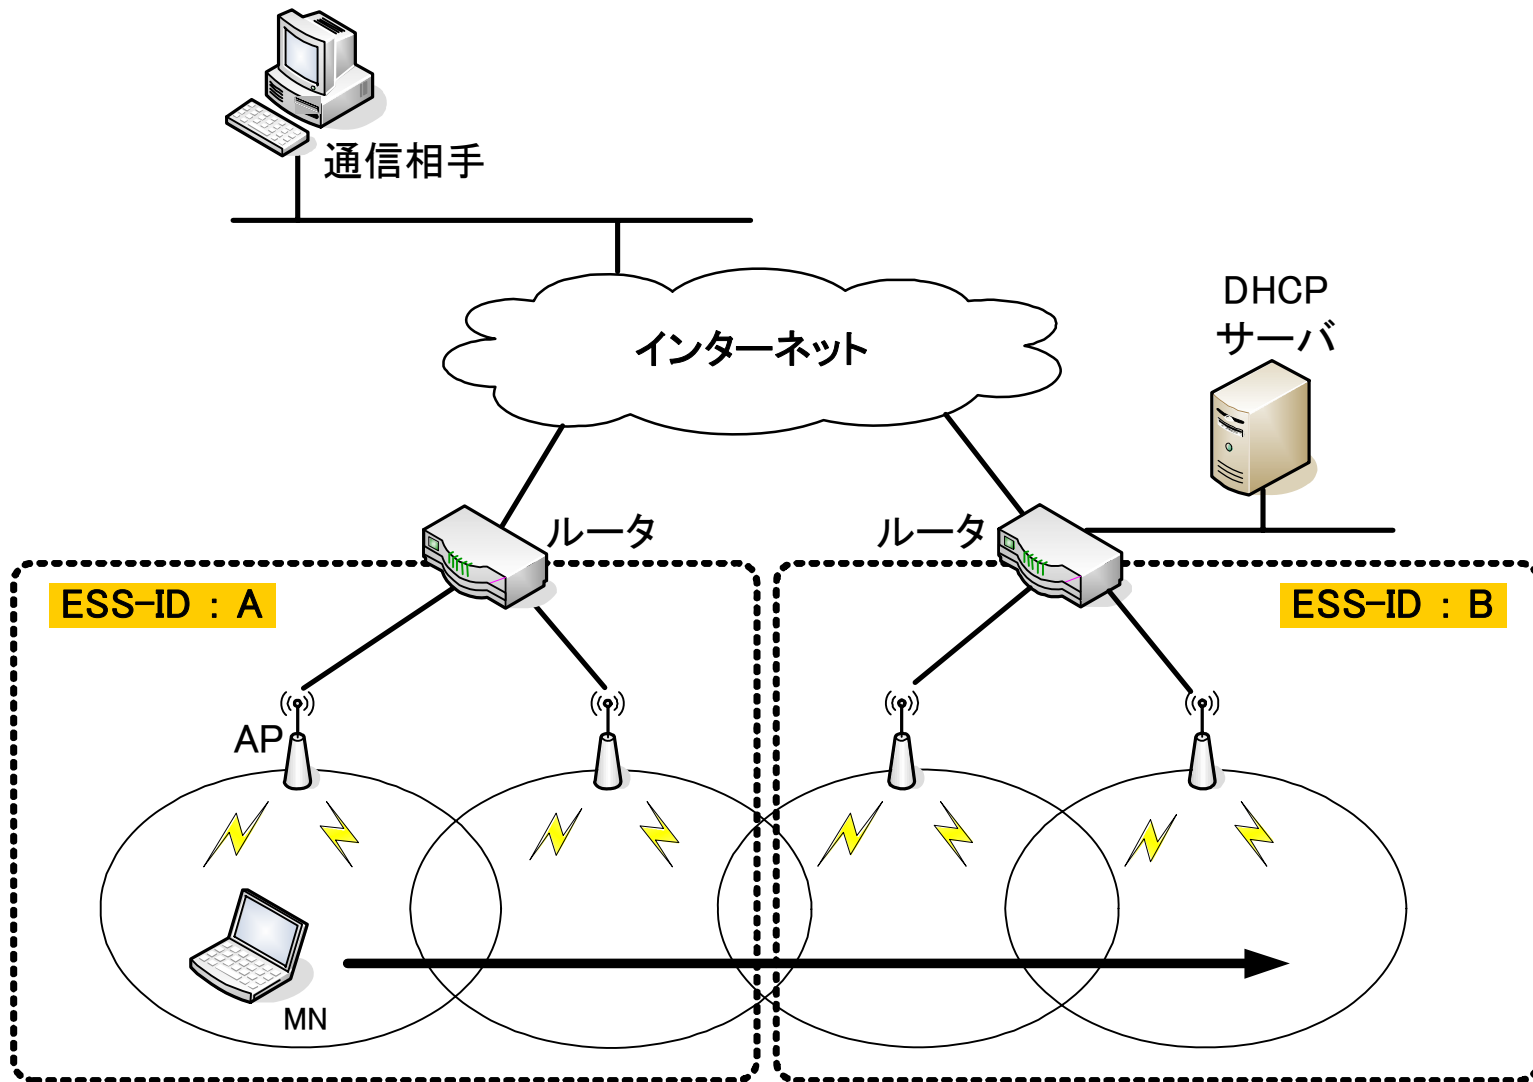 通信相手
インターネット
DHCP
サーバ
ルータ
ルータ
ESS-ID : A
ESS-ID : B
AP
MN